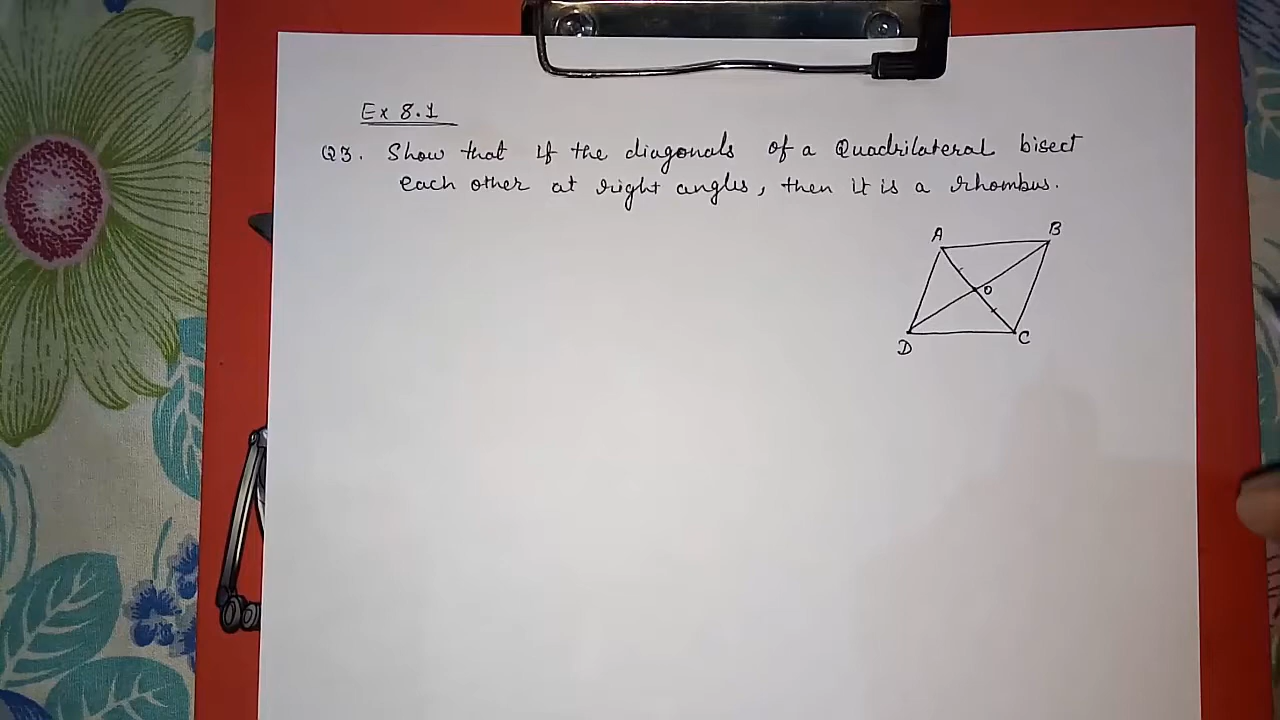 Ex 8.1
Q3. Show that if the diagonals of a Quadrilateral bisect
each other at right angles, then it is a rhombus.
A
B
O
D
C